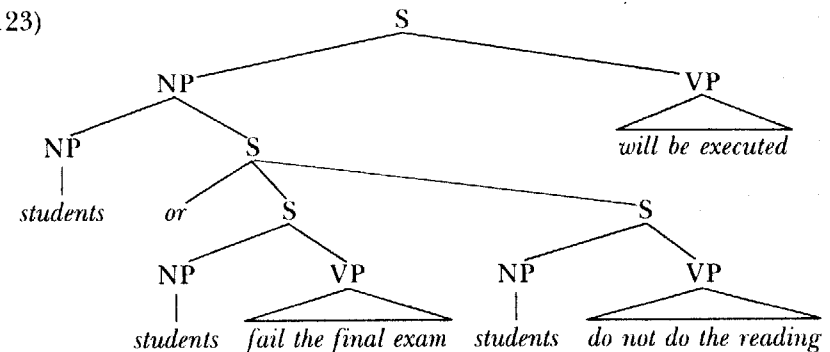 23)
S
NP VP
NP S will be executed
students or S S
NP VP NP VP
students fail the final exam students do not do the reading